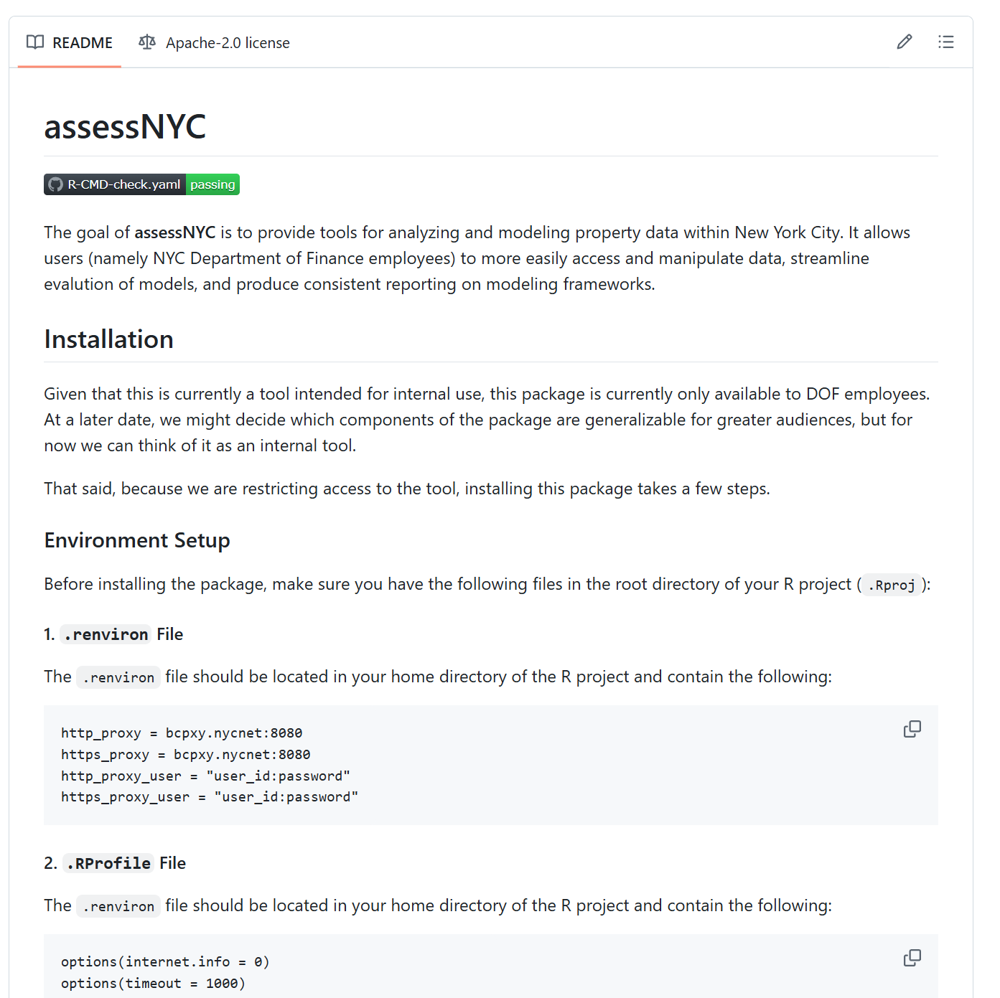 README
Apache-2.0 license
assessNYC
R-CMD-check.yaml passing
The goal of assessNYC is to provide tools for analyzing and modeling property data within New York City. It allows
users (namely NYC Department of Finance employees) to more easily access and manipulate data, streamline
evalution of models, and produce consistent reporting on modeling frameworks.
Installation
Given that this is currently a tool intended for internal use, this package is currently only available to DOF employees.
At a later date, we might decide which components of the package are generalizable for greater audiences, but for
now we can think of it as an internal tool.
That said, because we are restricting access to the tool, installing this package takes a few steps.
Environment Setup
Before installing the package, make sure you have the following files in the root directory of your R project ( .Rproj ):
1. .renviron File
The .renviron file should be located in your home directory of the R project and contain the following:
http_proxy = bcpxy.nycnet:8080
https_proxy = bcpxy.nycnet:8080
http_proxy_user = "user_id:password"
https_proxy_user = "user_id:password"
2. .RProfile File
The .renviron file should be located in your home directory of the R project and contain the following:
options(internet.info = 0)
options(timeout = 1000)